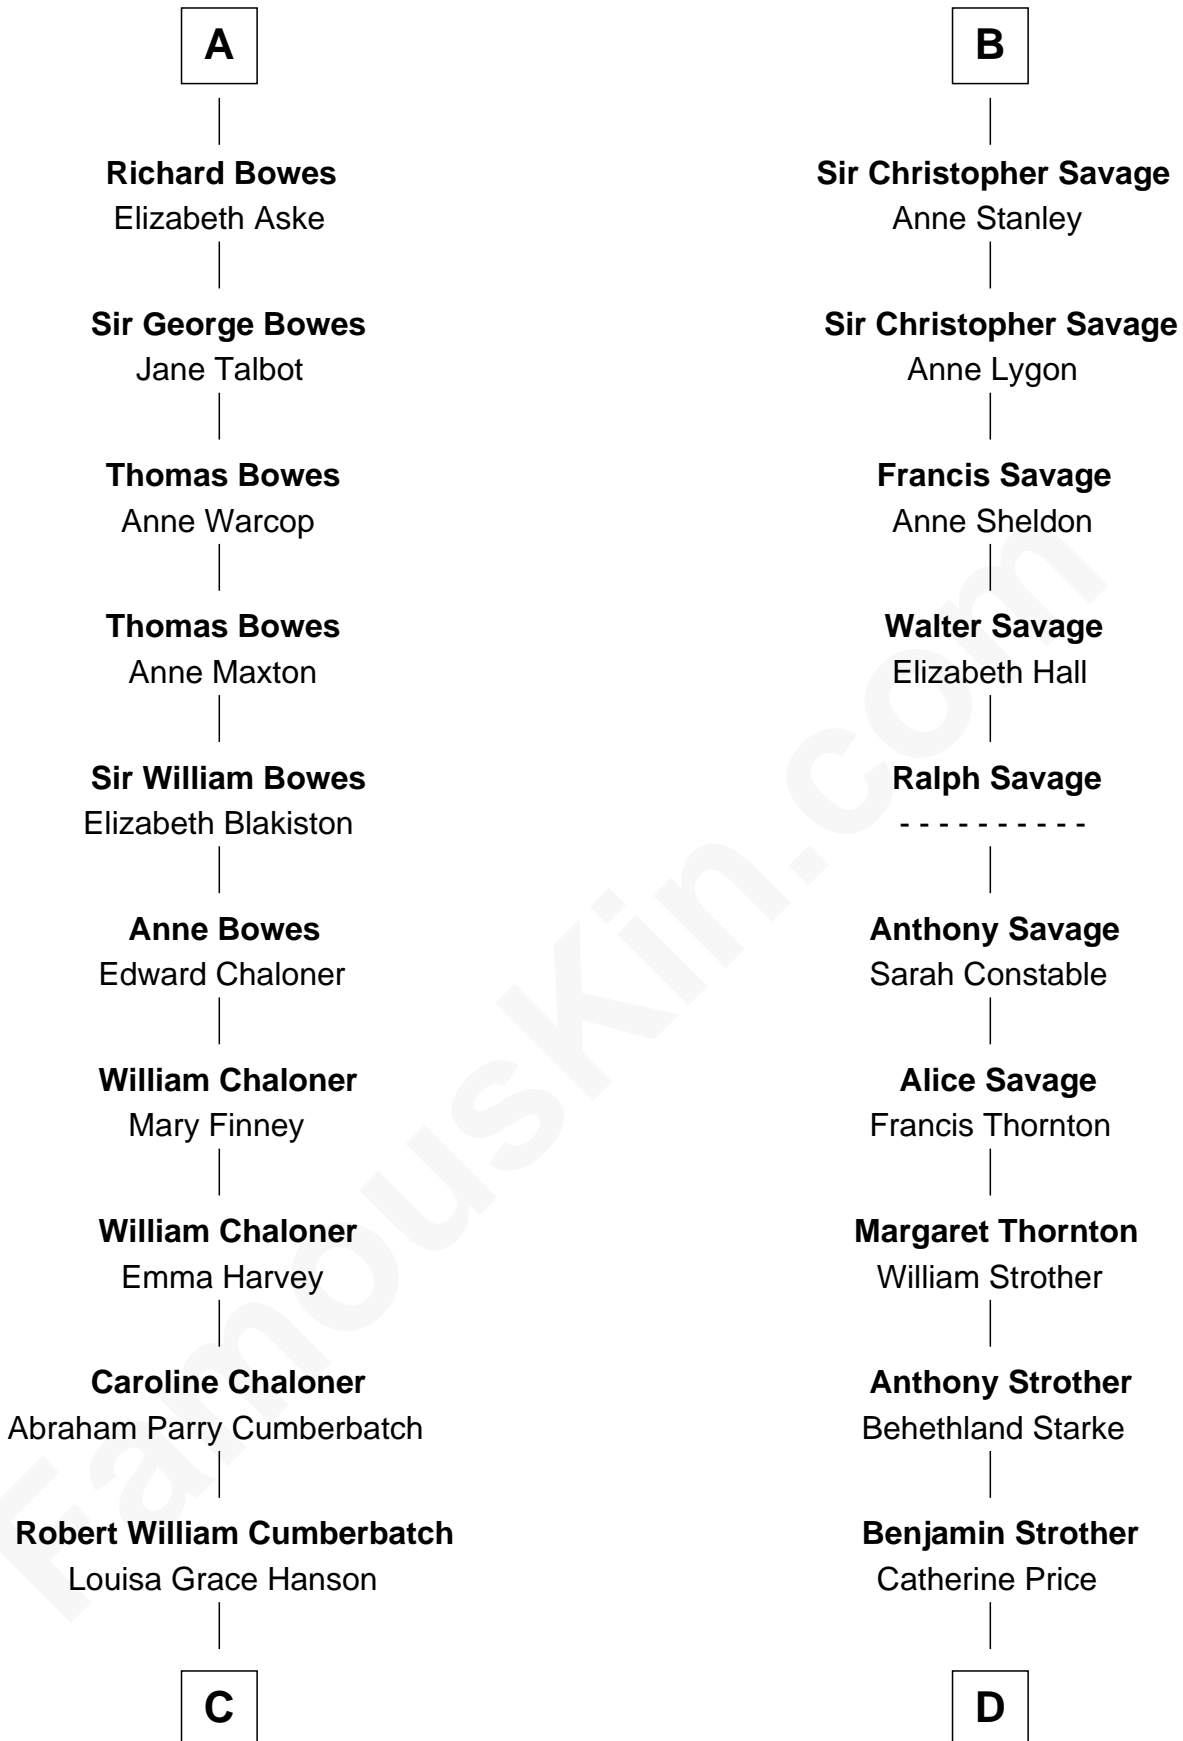 A
Richard Bowes
Elizabeth Aske
Sir George Bowes
Jane Talbot
Thomas Bowes
Anne Warcop
Thomas Bowes
Anne Maxton
Sir William Bowes
Elizabeth Blakiston
Anne Bowes
Edward Chaloner
William Chaloner
Mary Finney
William Chaloner
Emma Harvey
Caroline Chaloner
Abraham Parry Cumberbatch
Robert William Cumberbatch
Louisa Grace Hanson
C
B
Sir Christopher Savage
Anne Stanley
Sir Christopher Savage
Anne Lygon
Francis Savage
Anne Sheldon
Walter Savage
Elizabeth Hall
Ralph Savage
- - - - - - - - - -
Anthony Savage
Sarah Constable
Alice Savage
Francis Thornton
Margaret Thornton
William Strother
Anthony Strother
Behethland Starke
Benjamin Strother
Catherine Price
D
FamousKin.com